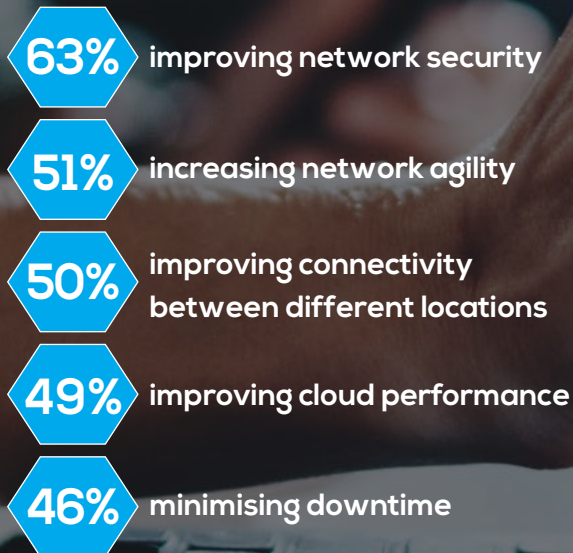 63% improving network security
51% increasing network agility
50% improving connectivity
between different locations
49% improving cloud performance
46% minimising downtime